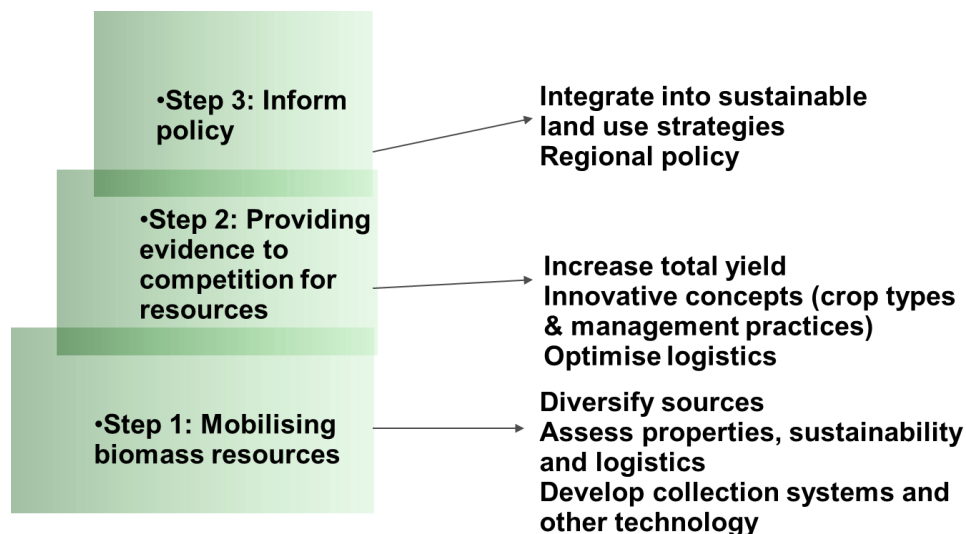 •Step 3: Inform
policy
Integrate into sustainable
land use strategies
Regional policy
•Step 2: Providing
evidence to
competition for
resources
Increase total yield
Innovative concepts (crop types
& management practices)
Optimise logistics
•Step 1: Mobilising
biomass resources
Diversify sources
Assess properties, sustainability
and logistics
Develop collection systems and
other technology